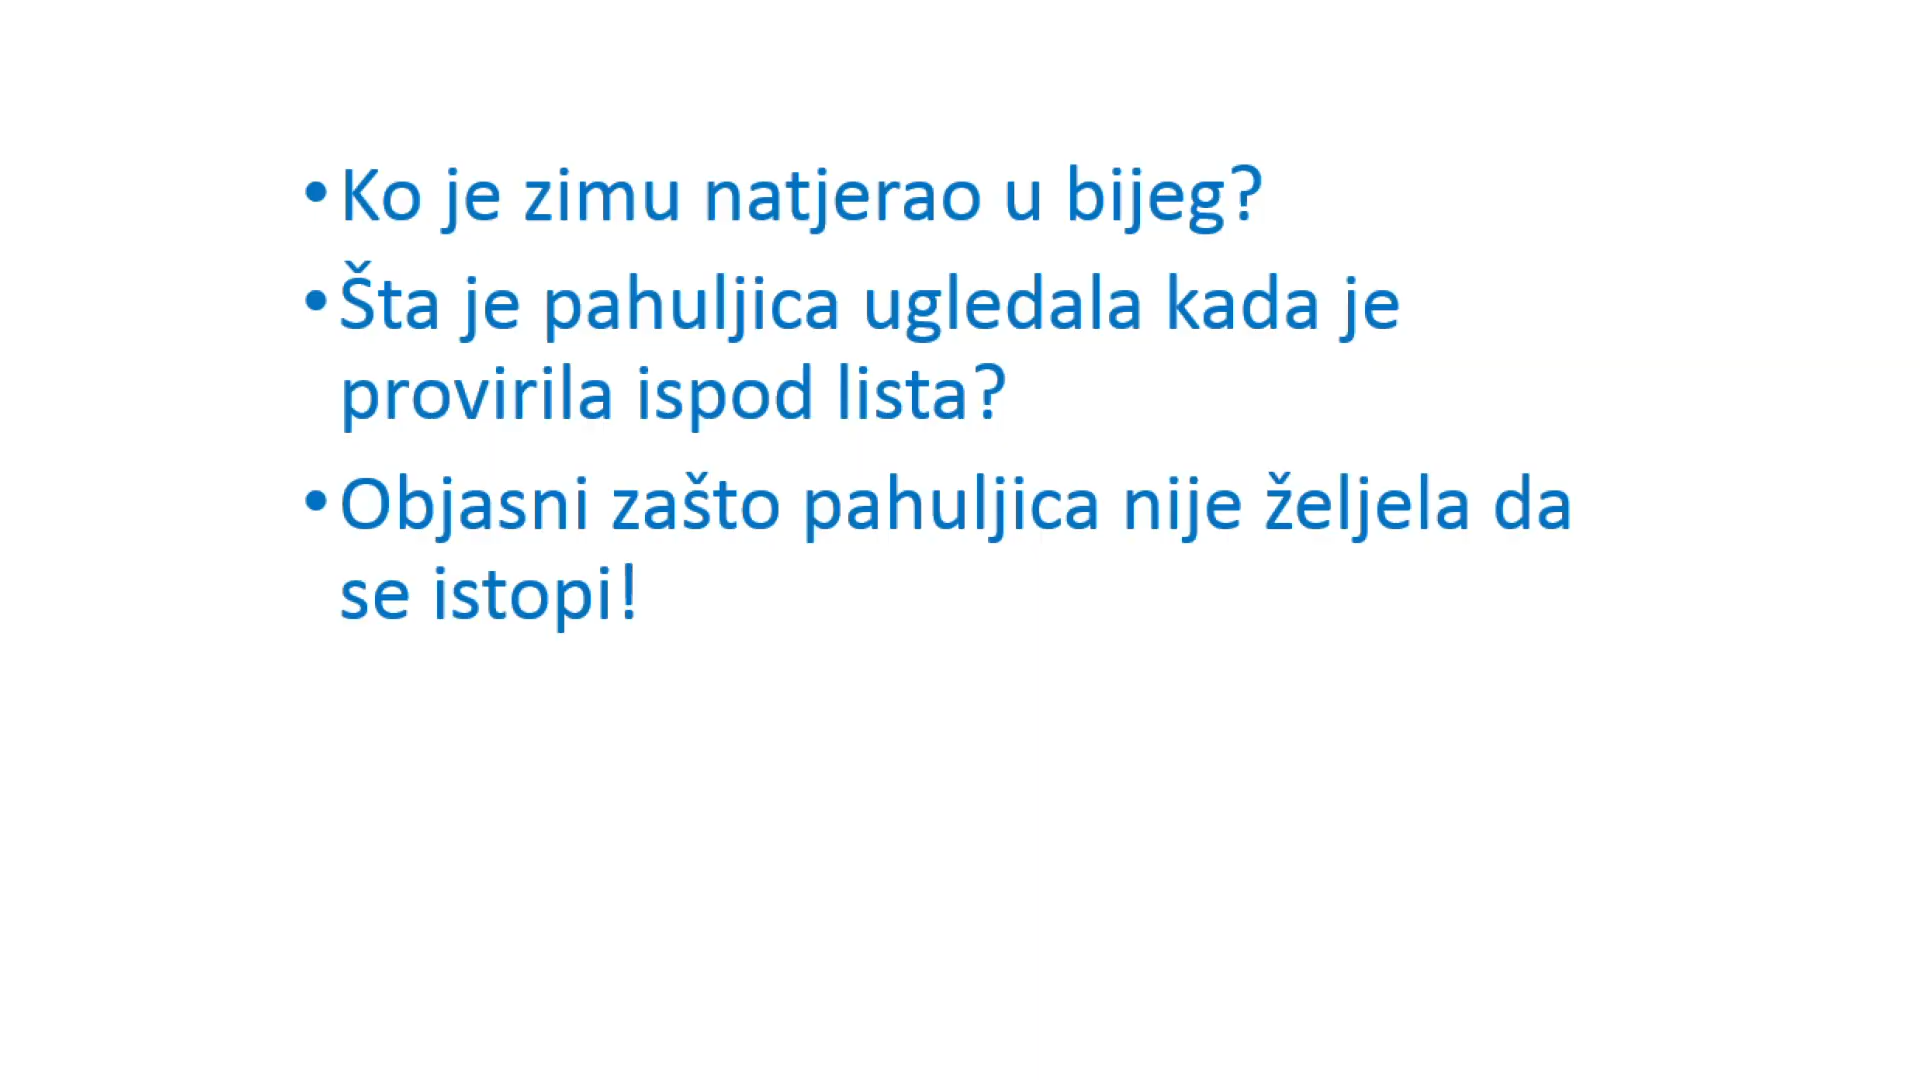 •Ko je zimu natjerao u bijeg?
•Šta je pahuljica ugledala kada je
provirila ispod lista?
•Objasni zašto pahuljica nije željela da
se istopi!